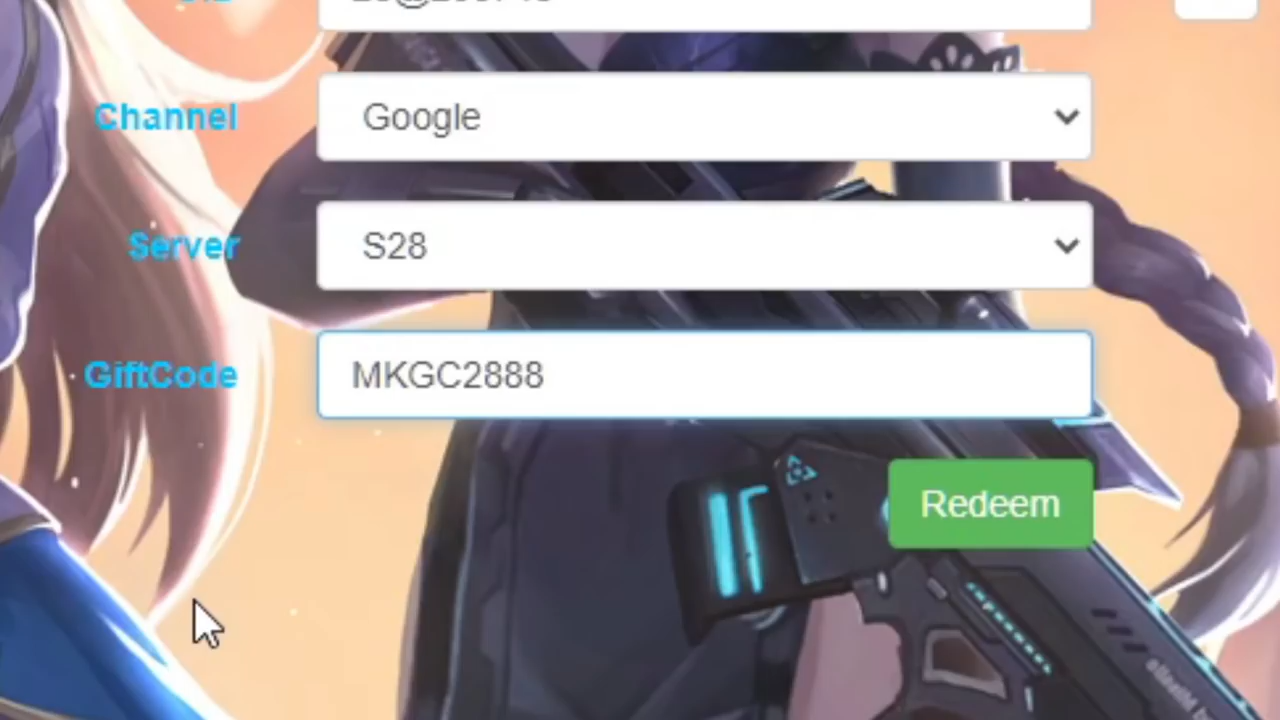 Channel
Google
Server
S28
GiftCode
MKGC2888
Redeem